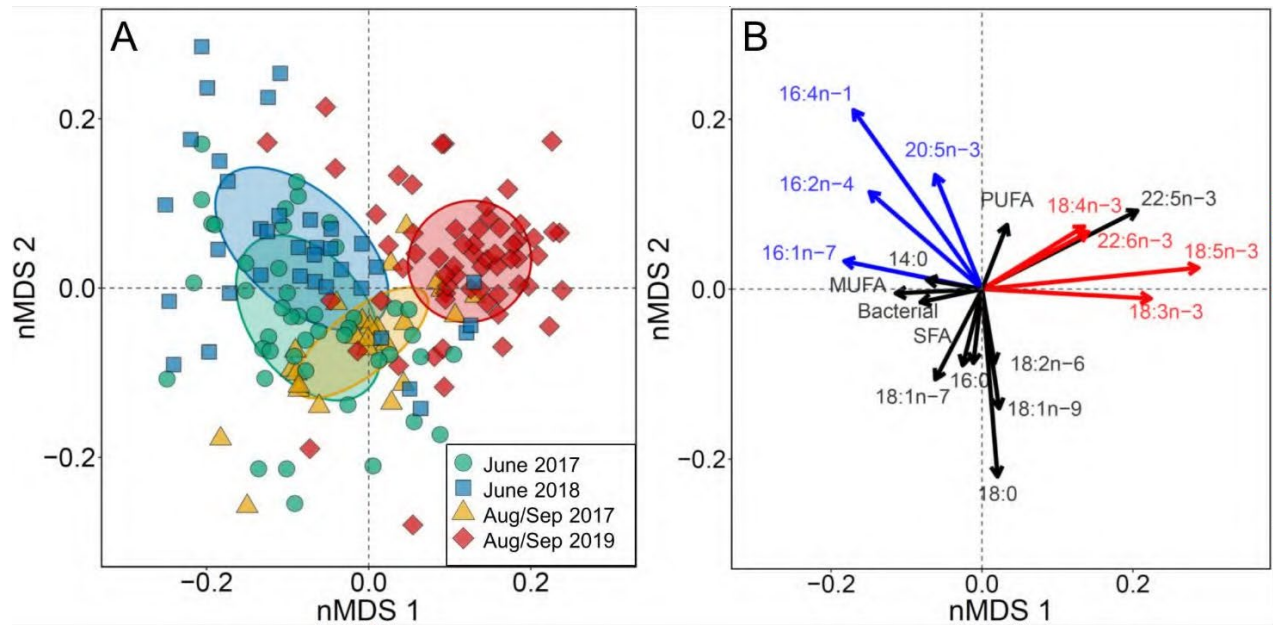 A
nMDS 2
0.2
0.0
−0.2
−0.2
0.0
0.2
nMDS 1
June 2017
June 2018
Aug/Sep 2017
Aug/Sep 2019
B
nMDS 2
0.2
0.0
−0.2
−0.2
0.0
0.2
nMDS 1
16:4n−1
20:5n−3
16:2n−4
PUFA
18:4n−3
22:5n−3
22:6n−3
16:1n−7
14:0
18:5n−3
MUFA
Bacterial
18:3n−3
SFA
18:2n−6
16:0
18:1n−7
18:1n−9
18:0